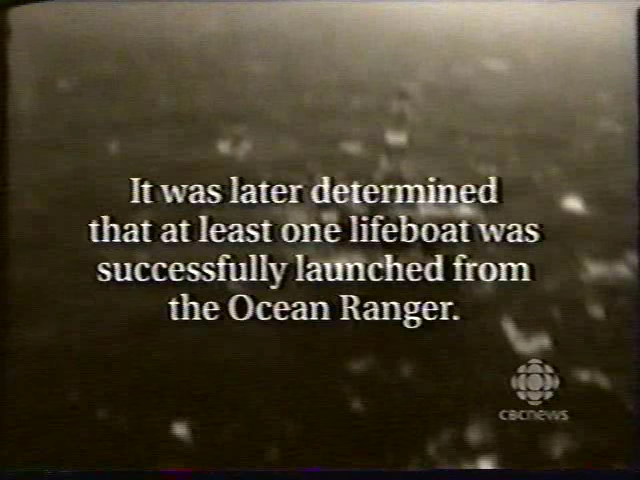 It was later determined
that at least one lifeboat was
successfully launched from
the Ocean Ranger.
CBCNEWS